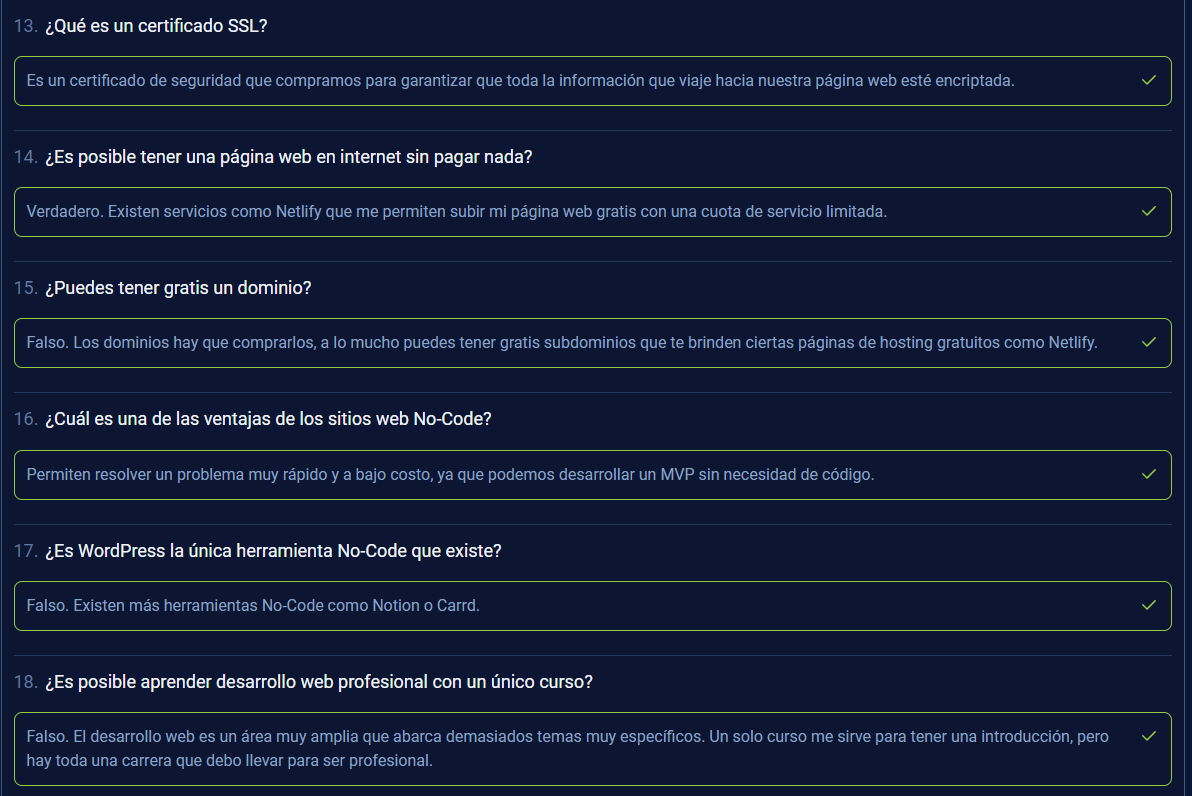 13. ¿Qué es un certificado SSL?
Es un certificado de seguridad que compramos para garantizar que toda la información que viaje hacia nuestra página web esté encriptada.
14. ¿Es posible tener una página web en internet sin pagar nada?
Verdadero. Existen servicios como Netlify que me permiten subir mi página web gratis con una cuota de servicio limitada.
15. ¿Puedes tener gratis un dominio?
Falso. Los dominios hay que comprarlos, a lo mucho puedes tener gratis subdominios que te brinden ciertas páginas de hosting gratuitos como Netlify.
16. ¿Cuál es una de las ventajas de los sitios web No-Code?
Permiten resolver un problema muy rápido y a bajo costo, ya que podemos desarrollar un MVP sin necesidad de código.
17. ¿Es WordPress la única herramienta No-Code que existe?
Falso. Existen más herramientas No-Code como Notion o Carrd.
18. ¿Es posible aprender desarrollo web profesional con un único curso?
Falso. El desarrollo web es un área muy amplia que abarca demasiados temas muy específicos. Un solo curso me sirve para tener una introducción, pero
hay toda una carrera que debo llevar para ser profesional.